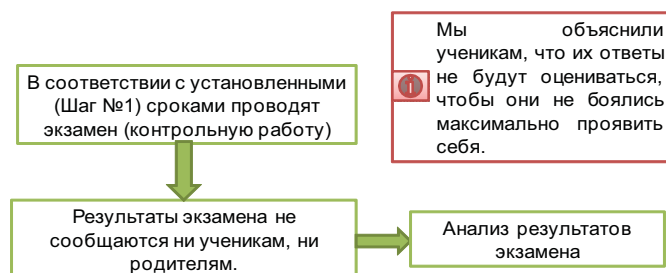 В соответствии с установленными
(Шаг №1) сроками проводят
экзамен (контрольную работу)
Мы объяснили
ученикам, что их ответы
не будут оцениваться,
чтобы они не боялись
максимально проявить
себя.
Результаты экзамена не
сообщаются ни ученикам, ни
родителям.
Анализ результатов
экзамена